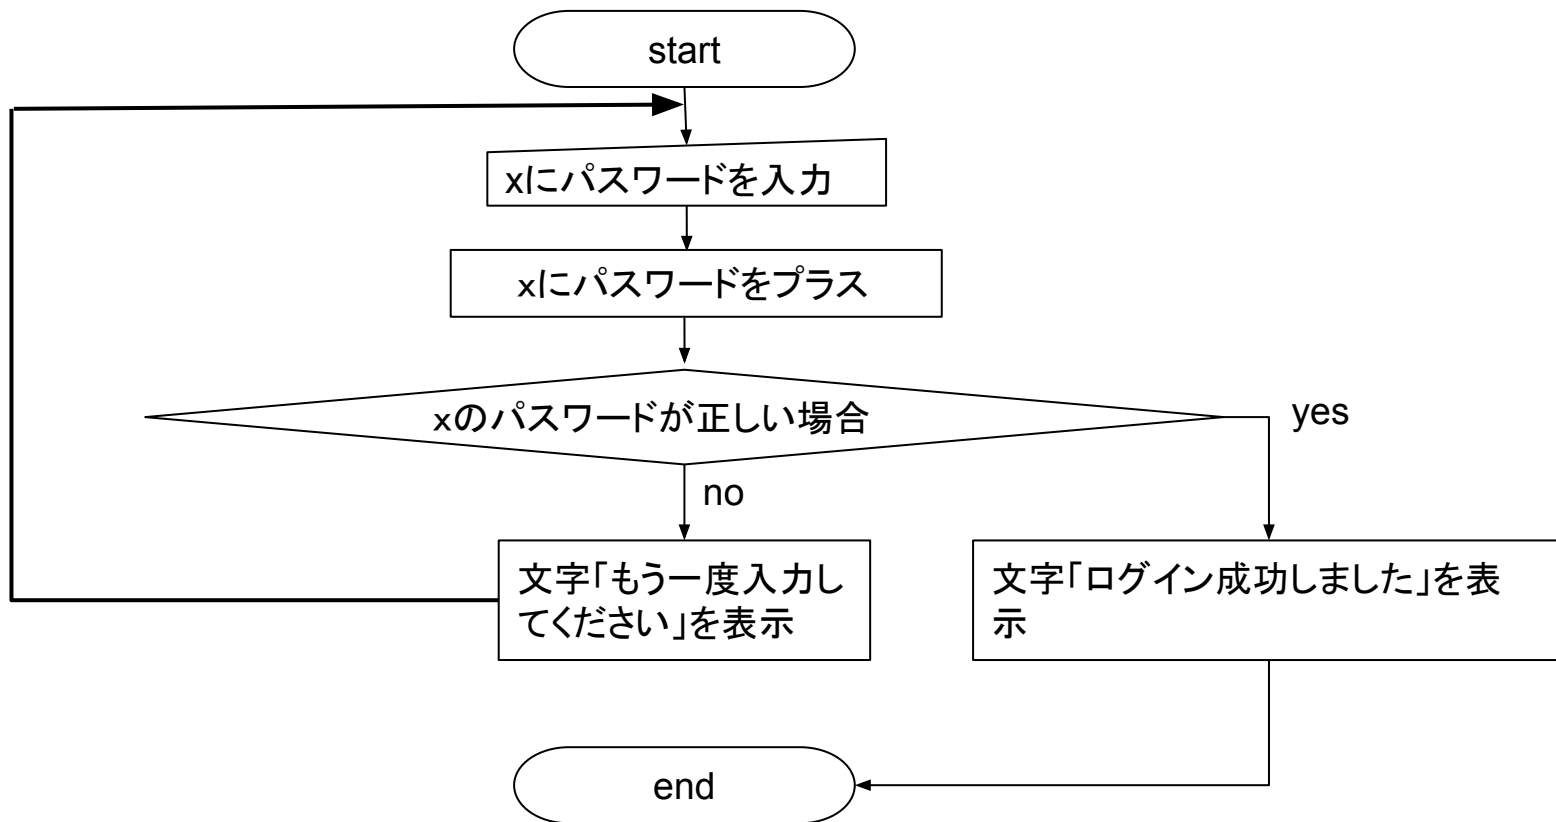 start
xにパスワードを入力
xにパスワードをプラス
xのパスワードが正しい場合
yes
no
文字「もう一度入力し
てください」を表示
文字「ログイン成功しました」を表
示
end